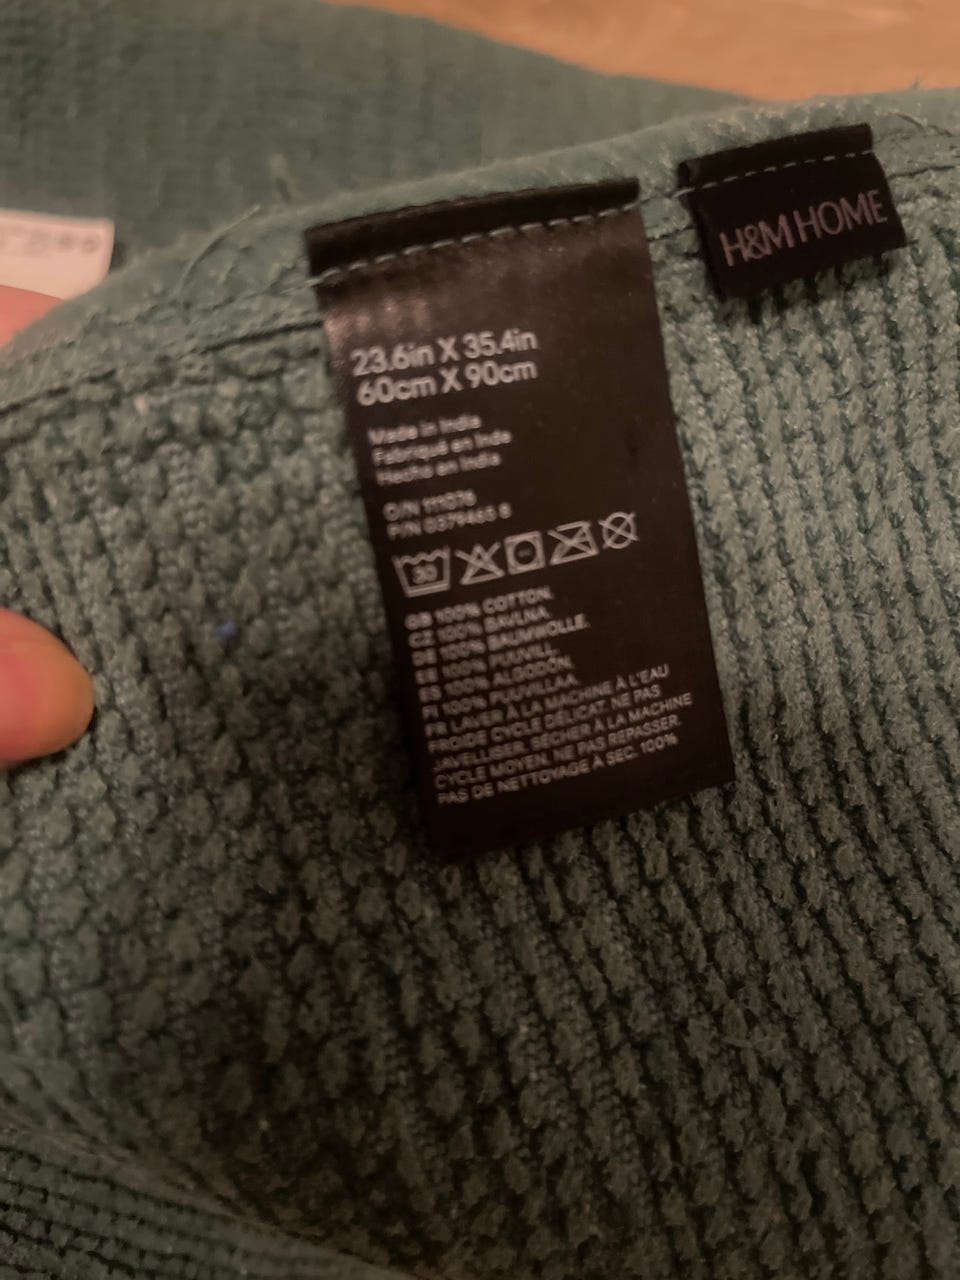 H&M HOME
23.6in X 35.4in
60cm X 90cm
Made in India
Fabriqué en Inde
Hecho en India
O/N 111076
P/N 0379465 8
30
GB 100% COTTON.
CZ 100% BAVLNA.
DE 100% BAUMWOLLE.
EE 100% PUUVILL.
ES 100% ALGODÓN.
FI 100% PUUVILLAA.
FR LAVER À LA MACHINE À L'EAU
FROIDE CYCLE DÉLICAT. NE PAS
JAVELLISER. SÉCHER À LA MACHINE
CYCLE MOYEN. NE PAS REPASSER.
PAS DE NETTOYAGE À SEC. 100%